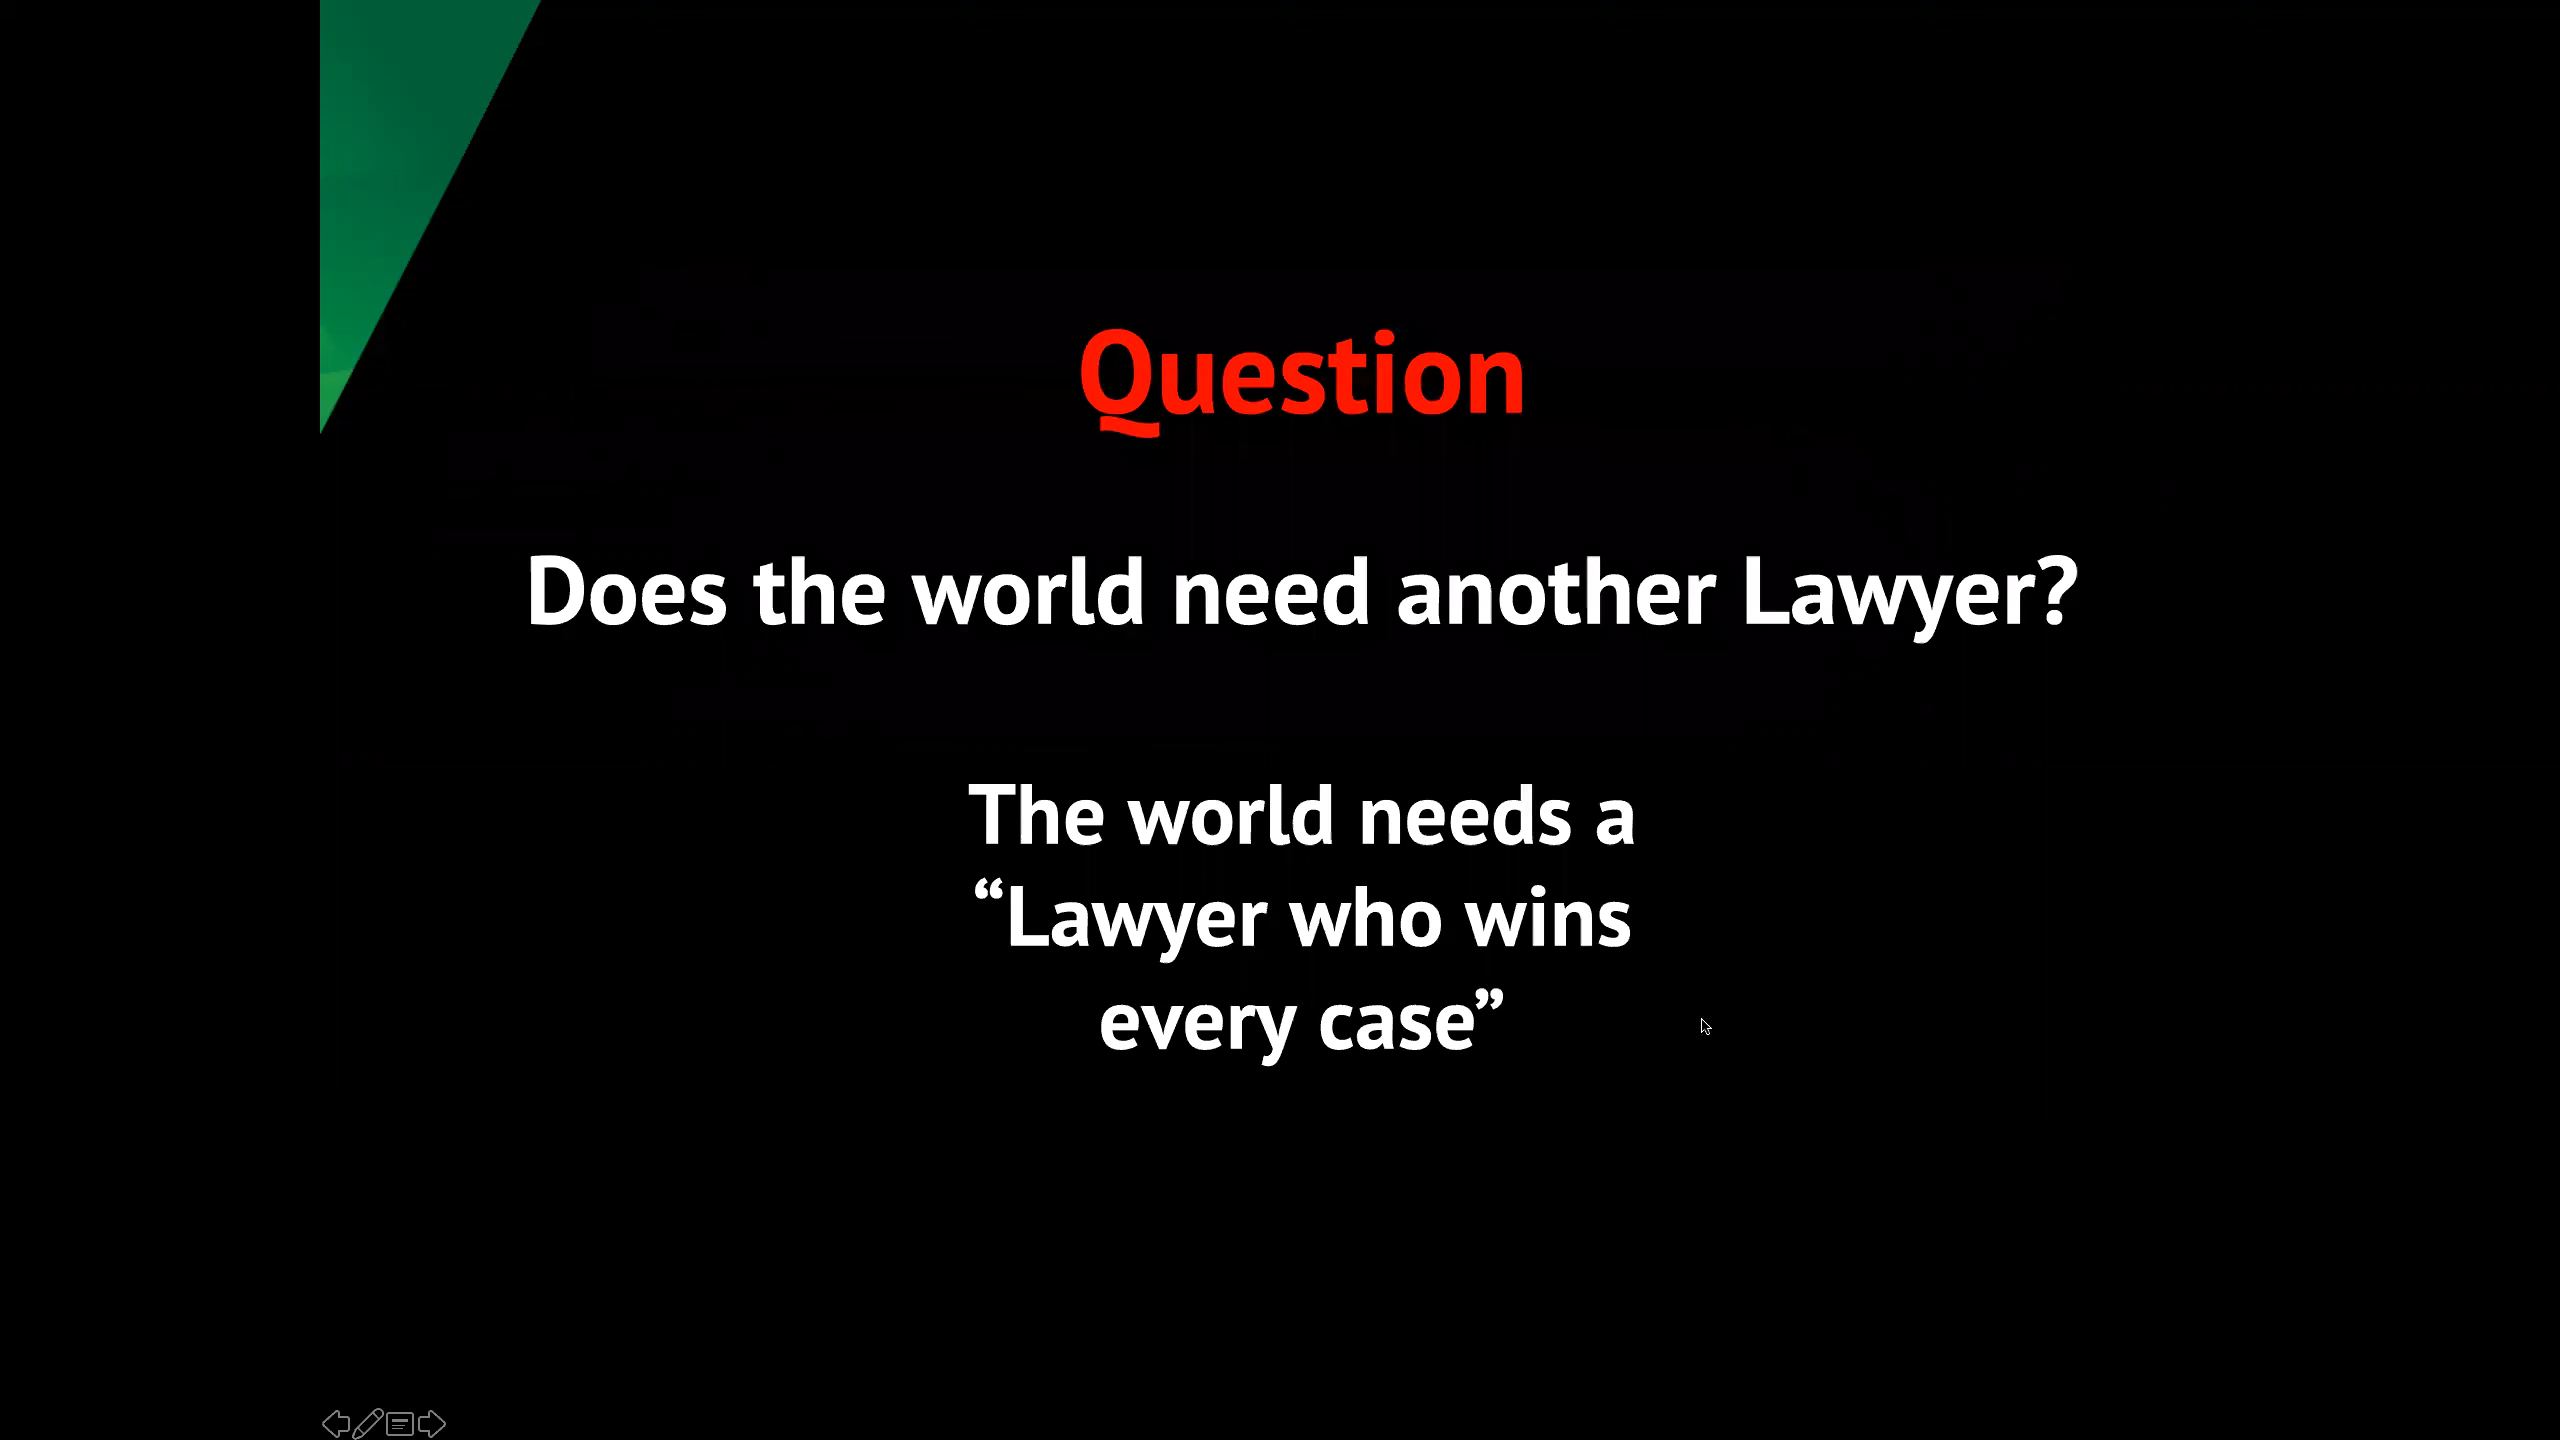 Question
Does the world need another Lawyer?
The world needs a
“Lawyer who wins
every case”